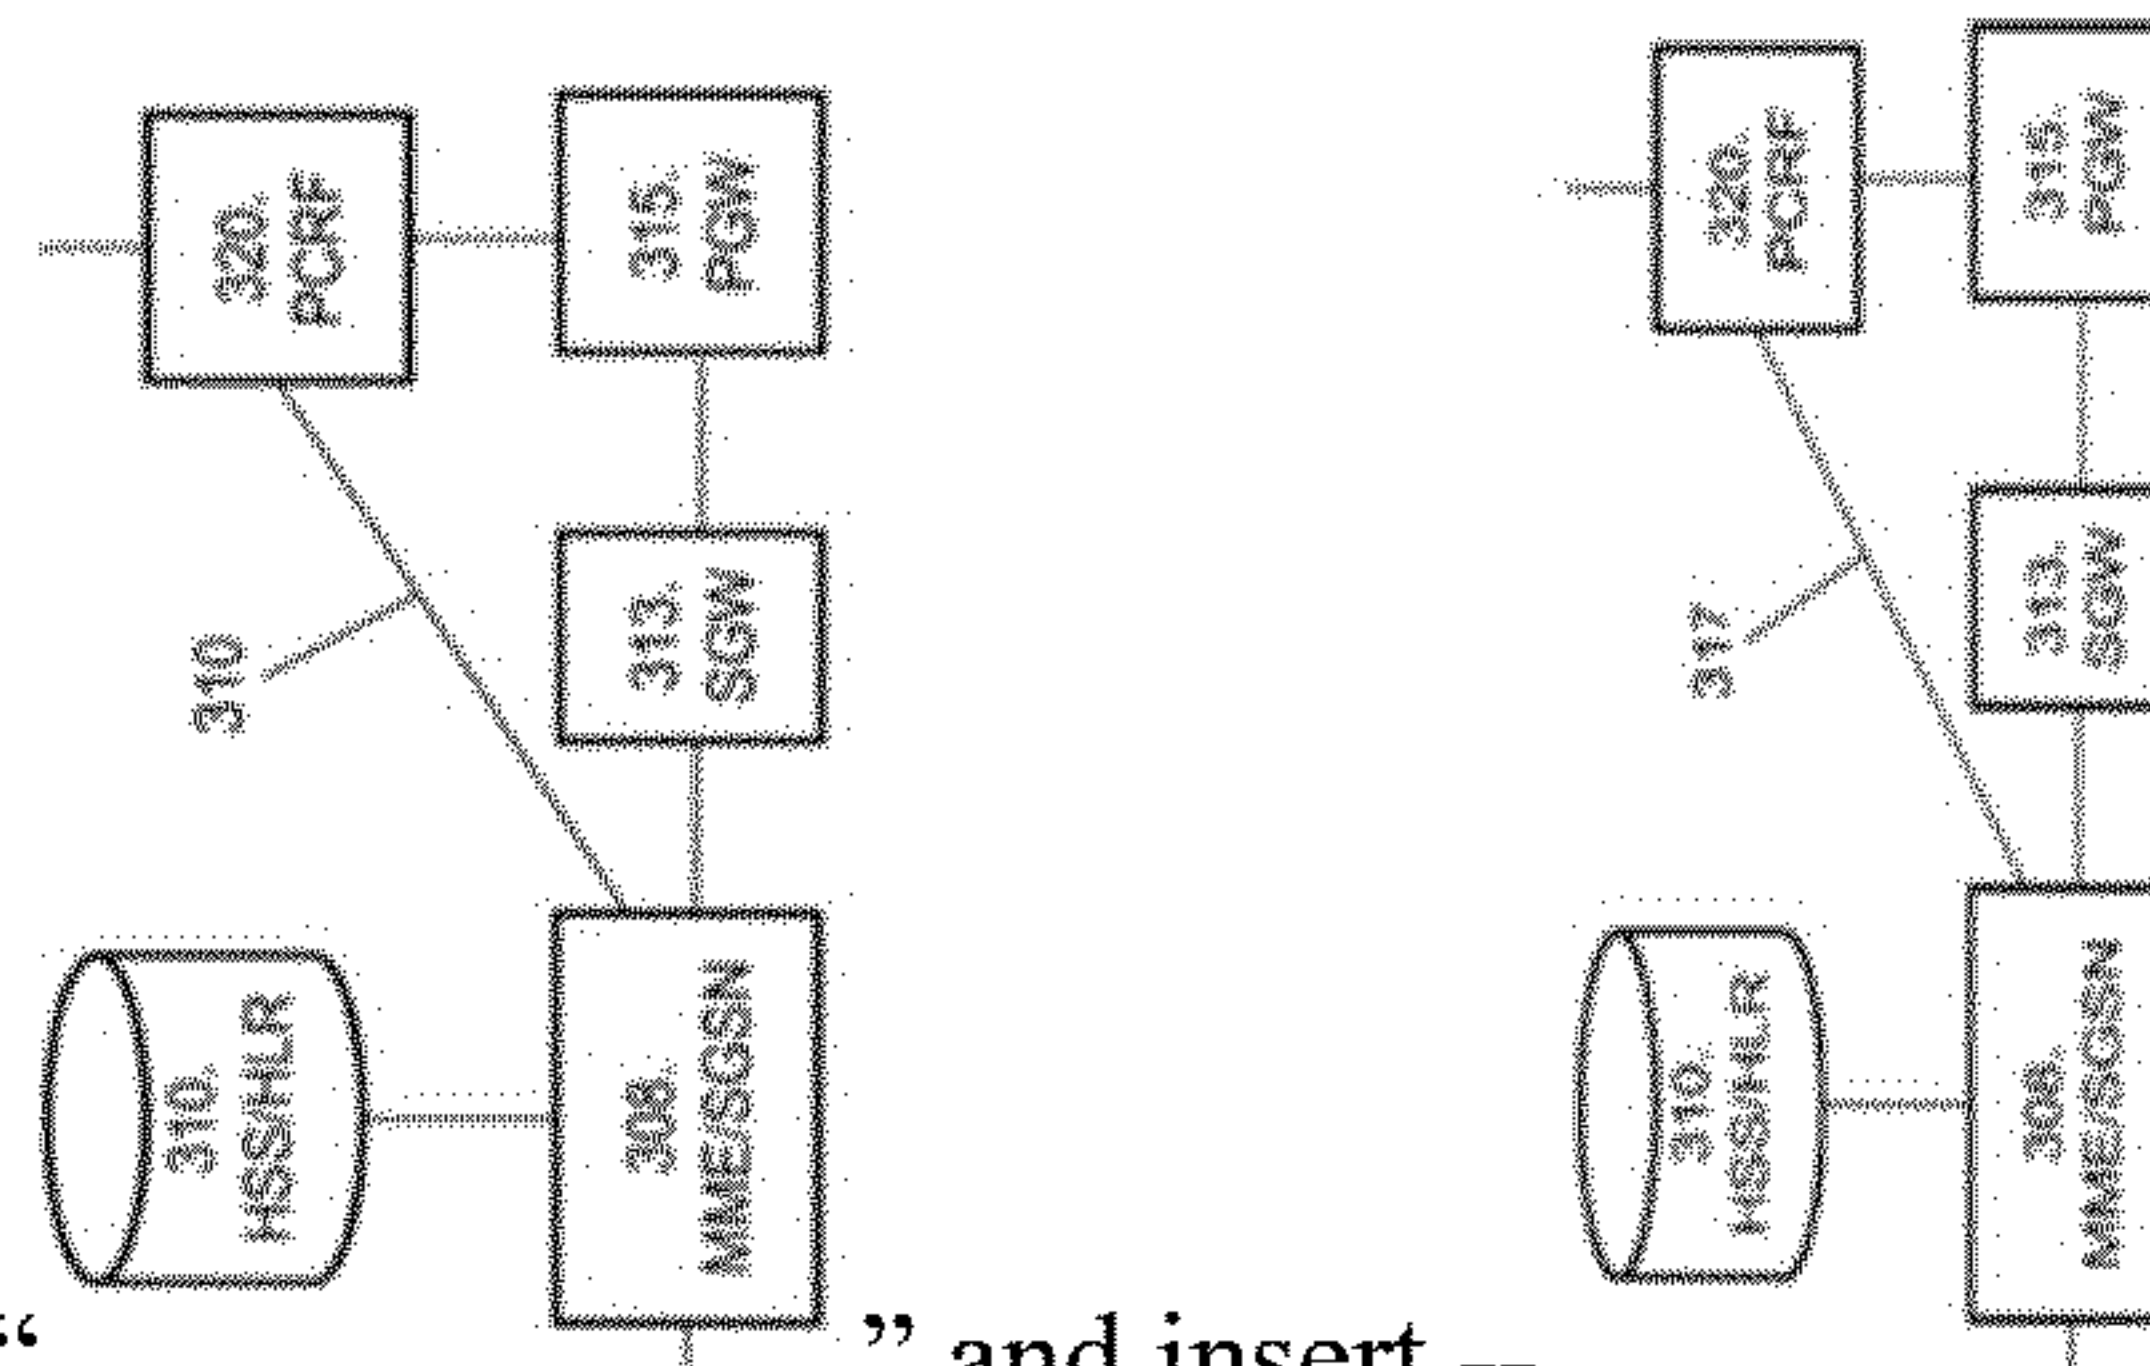 320.
PCRF
315.
PGW
310
313.
SGW
310.
HSS/HLR
308.
MME/SGSN
320.
PCRF
315.
PGW
317
313.
SGW
310.
HSS/HLR
308.
MME/SGSN
“ ” and insert --